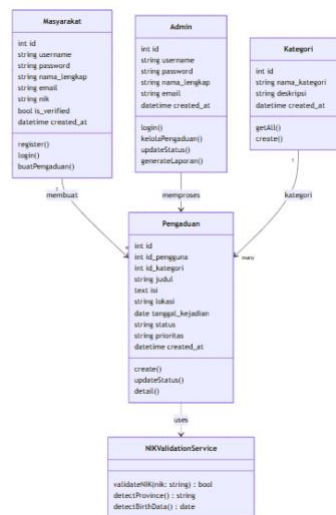 Masyarakat
int id
string username
string password
string nama_lengkap
string email
string nik
bool is_verified
datetime created_at
register()
login()
buatPengaduan()
Admin
int id
string username
string password
string nama_lengkap
string email
datetime created_at
login()
kelolaPengaduan()
updateStatus()
generateLaporan()
Kategori
int id
string nama_kategori
string deskripsi
datetime created_at
getAll()
create()
membuat
memproses
kategori
many
Pengaduan
int id
int id_pengguna
int id_kategori
string judul
text isi
string lokasi
date tanggal_kejadian
string status
string prioritas
datetime created_at
create()
updateStatus()
detail()
uses
NIKValidationService
validateNIK(nik: string) : bool
detectProvince() : string
detectBirthDate() : date